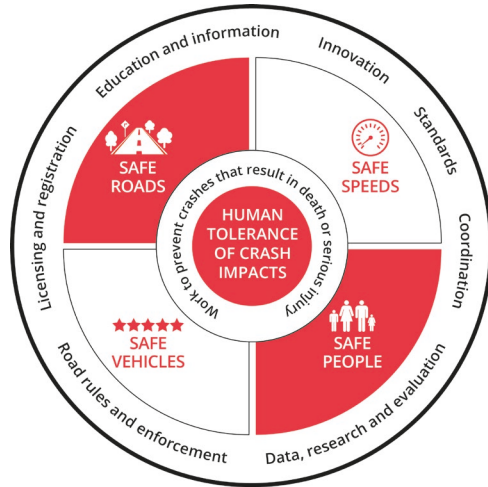 Education and information
Innovation
Standards
Coordination
Data, research and evaluation
Road rules and enforcement
Licensing and registration
SAFE
ROADS
SAFE
SPEEDS
SAFE
VEHICLES
SAFE
PEOPLE
Work to prevent crashes that result in death or serious injury
HUMAN
TOLERANCE
OF CRASH
IMPACTS